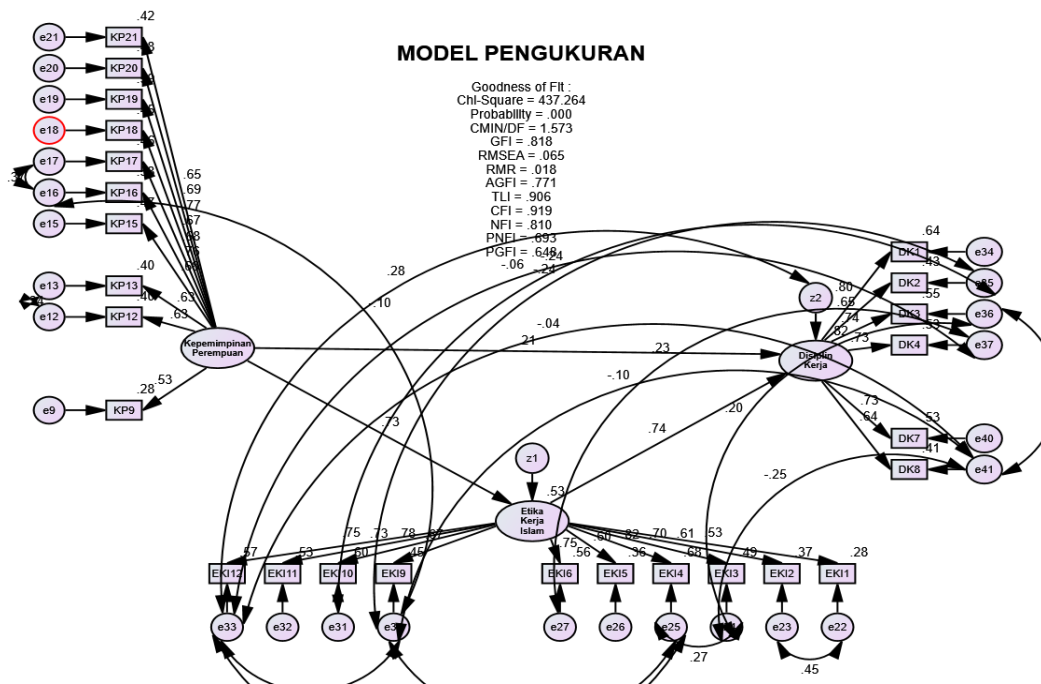 MODEL PENGUKURAN
Goodness of Fit :
Chi-Square = 437.264
Probability = .000
CMIN/DF = 1.573
GFI = .818
RMSEA = .065
RMR = .018
AGFI = .771
TLI = .906
CFI = .919
NFI = .810
PNFI = .693
PGFI = .648
.42
e21 KP21
e20 KP20
e19 KP19
e18 KP18
e17 KP17
e16 KP16
e15 KP15
.65
.69
.77
.67
.40
e13 KP13 .63
e12 KP12 .63
Kepemimpinan
Perempuan
.53
.28
e9 KP9
.28
-.10
-.06
-.24
-.24
-.04
.21
.23
-.10
.73
.74
.20
-.25
z2
Disiplin
Kerja
.80
.65
.74
.82
.73
.73
.64
.64
DK1 e34
.43
DK2
.55
DK3 e36
.53
DK4 e37
.53
DK7 e40
.41
DK8 e41
z1
.53
Etika
Kerja
Islam
.75 .73 .78
.75 .82 .70 .61 .53
.57 .53 .60 .45 .56 .36 .68 .49 .37 .28
EKI12 EKI11 EKI10 EKI9 EKI6 EKI5 EKI4 EKI3 EKI2 EKI1
e33 e32 e31 e27 e26 e25 e23 e22
.27
.45